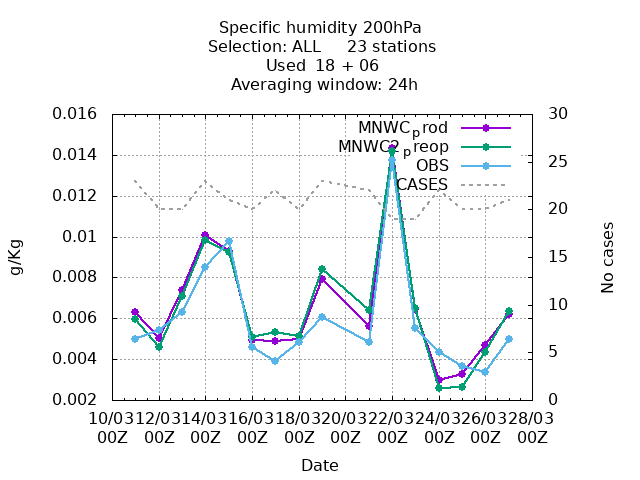 Specific humidity 200hPa
Selection: ALL 23 stations
Used 18 + 06
Averaging window: 24h
0.016
0.014
0.012
0.01
0.008
0.006
0.004
0.002
30
25
20
15
10
5
0
MNWCprod
MNWC2preop
OBS
CASES
g/Kg
No cases
10/03 12/03 14/03 16/03 18/03 20/03 22/03 24/03 26/03 28/03
00Z 00Z 00Z 00Z 00Z 00Z 00Z 00Z 00Z 00Z
Date